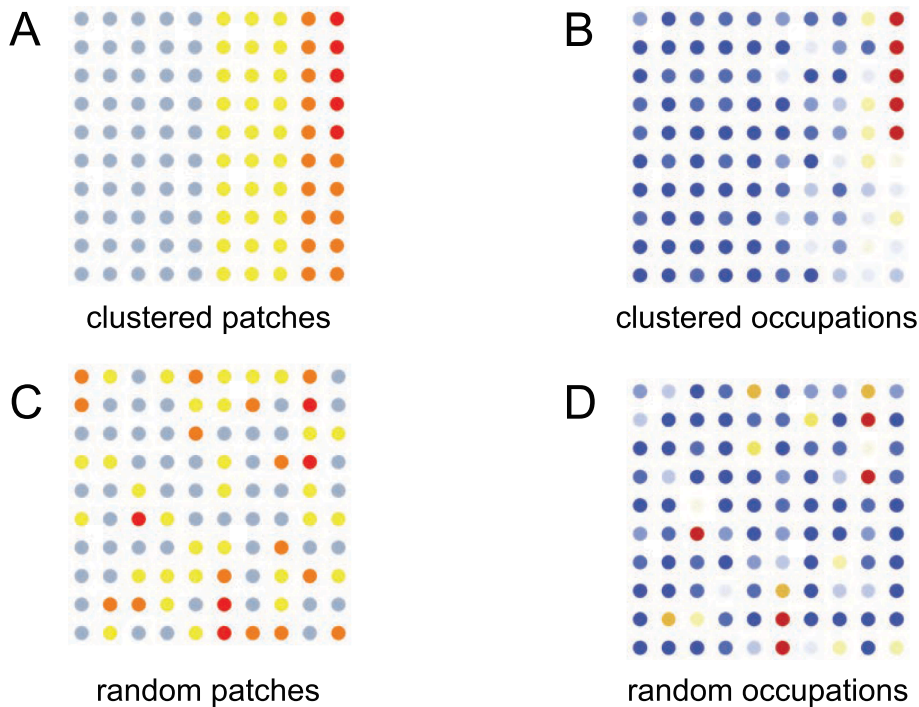 A
B
clustered patches
clustered occupations
C
D
random patches
random occupations